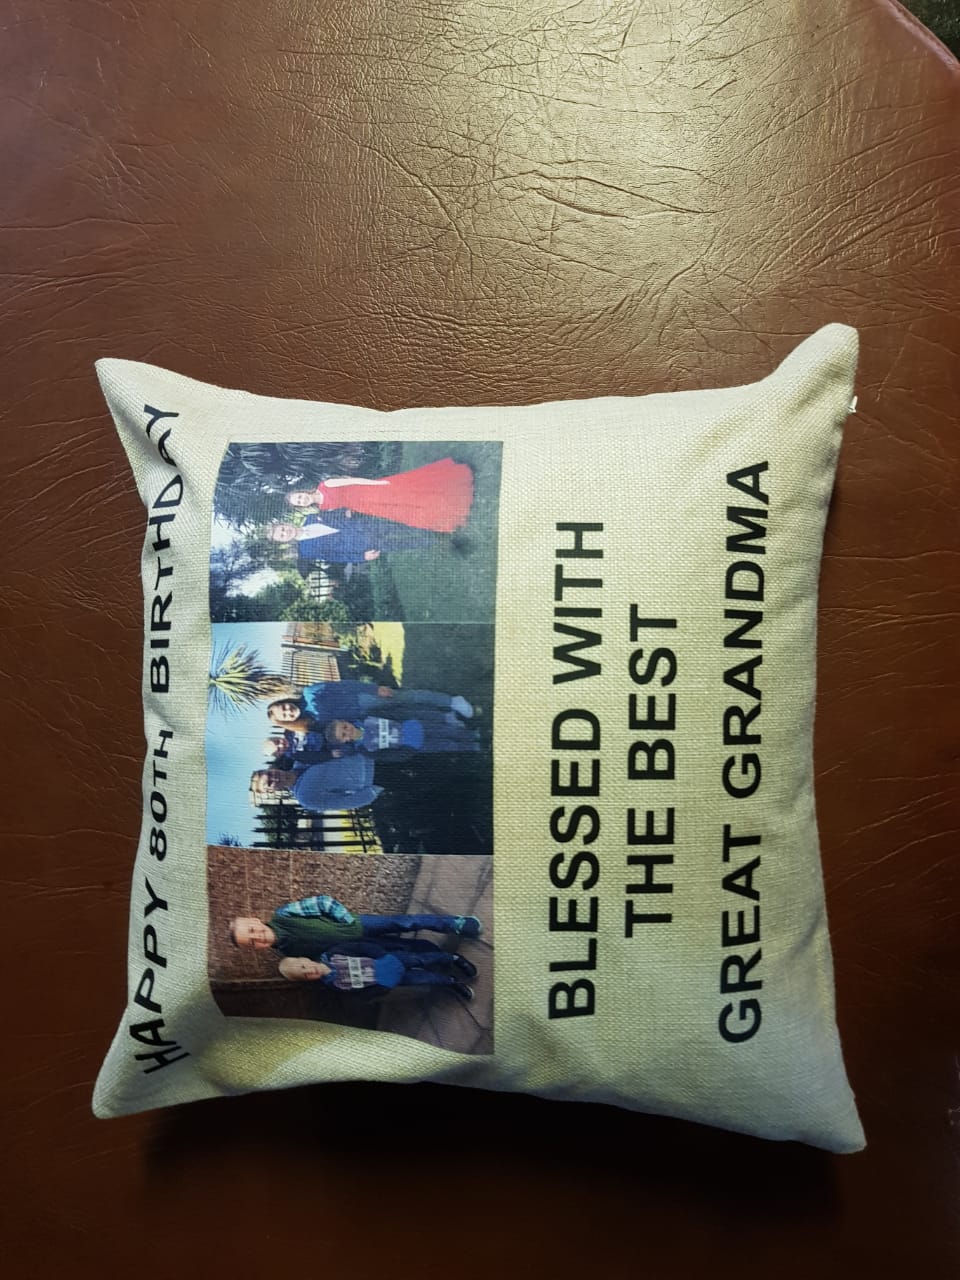 HAPPY 80TH BIRTHDAY
BLESSED WITH
THE BEST
GREAT GRANDMA